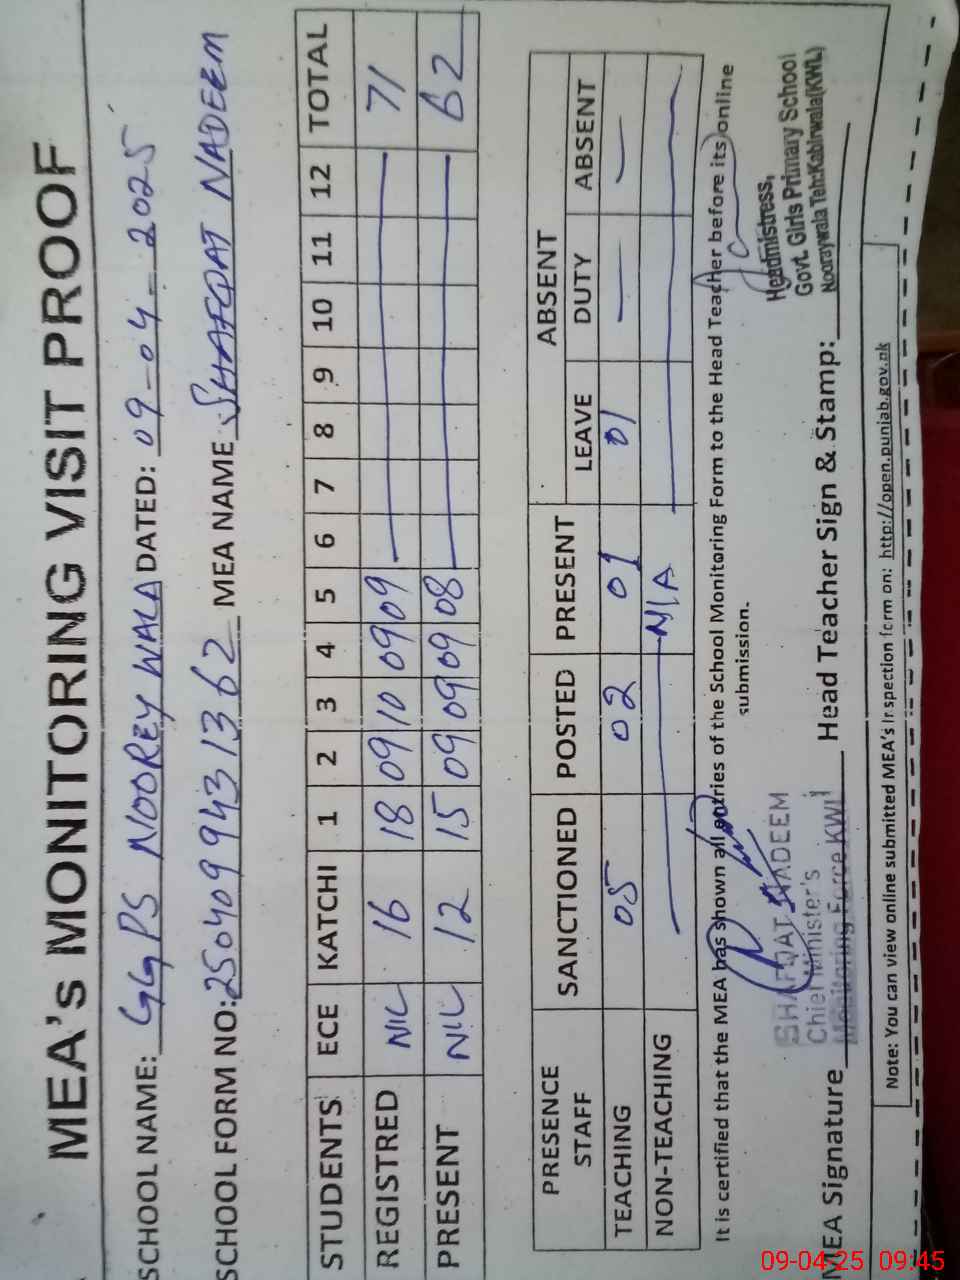 MEA's MONITORING VISIT PROOF
SCHOOL NAME: GGPS NOOREY WALA DATED: 09-04-2025
SCHOOL FORM NO: 2504099431362 MEA NAME SHAFQAT NADEEM
STUDENTS ECE KATCHI 1 2 3 4 5 6 7 8 9 10 11 12 TOTAL
REGISTRED NIL 16 18 09 10 09 09 71
PRESENT NIL 12 15 09 09 09 08 62
PRESENCE STAFF SANCTIONED POSTED PRESENT ABSENT
LEAVE DUTY ABSENT
TEACHING 05 02 01 01 — —
NON-TEACHING N/A
It is certified that the MEA has shown all entries of the School Monitoring Form to the Head Teacher before its online
submission.
SHAFQAT NADEEM
Chief Minister's
Monitoring Force KWL
Headmistress,
Govt. Girls Primary School
Nooraywala Teh:Kabirwala(KWL)
MEA Signature Head Teacher Sign & Stamp:
Note: You can view online submitted MEA's Inspection form on: http://open.punjab.gov.pk
09-04-25 09:45